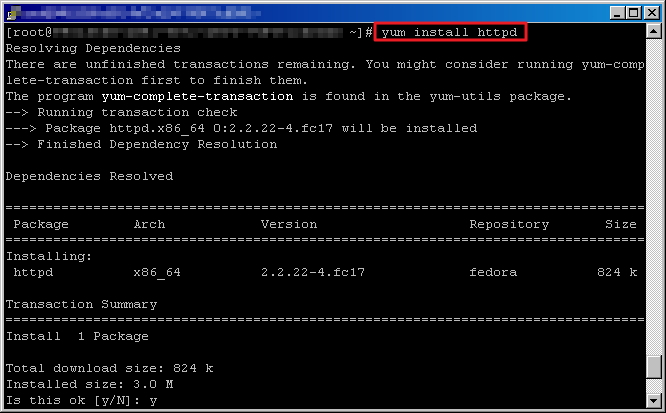 [root@ ~]# yum install httpd
Resolving Dependencies
There are unfinished transactions remaining. You might consider running yum-comp
lete-transaction first to finish them.
The program yum-complete-transaction is found in the yum-utils package.
--> Running transaction check
---> Package httpd.x86_64 0:2.2.22-4.fc17 will be installed
--> Finished Dependency Resolution
Dependencies Resolved
================================================================================
Package Arch Version Repository Size
================================================================================
Installing:
httpd x86_64 2.2.22-4.fc17 fedora 824 k
Transaction Summary
================================================================================
Install 1 Package
Total download size: 824 k
Installed size: 3.0 M
Is this ok [y/N]: y